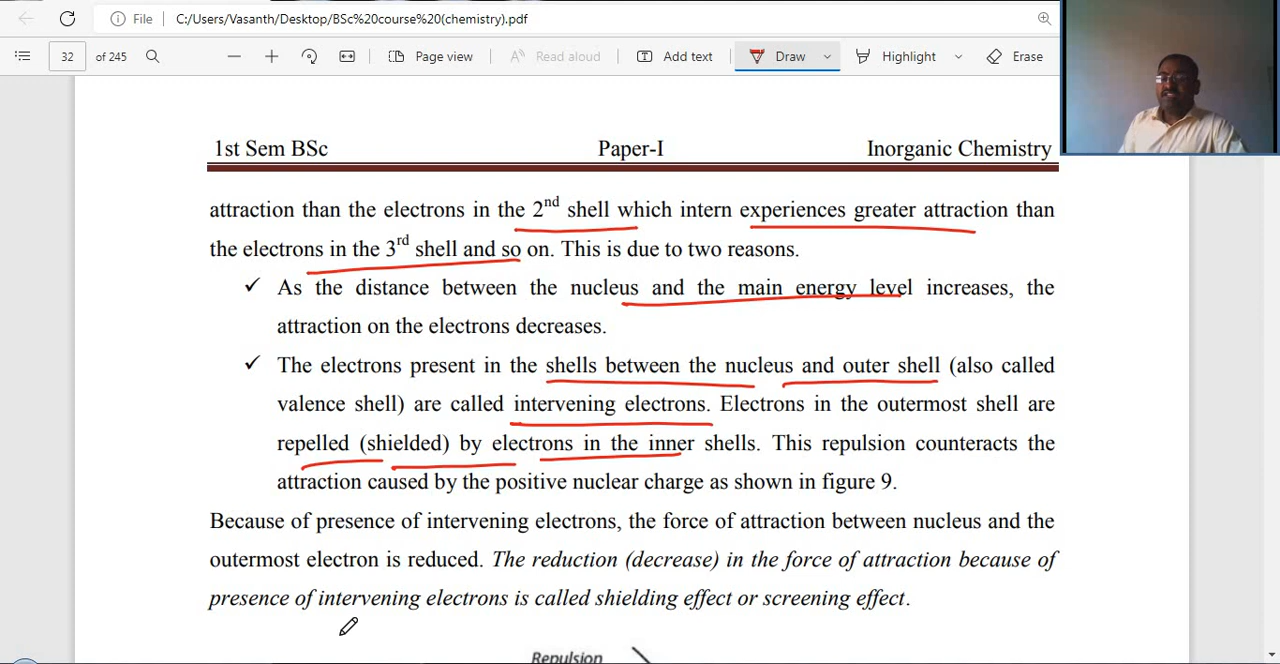 File C:/Users/Vasanth/Desktop/BSc%20course%20(chemistry).pdf
32 of 245 Page view Read aloud Add text Draw Highlight Erase
1st Sem BSc Paper-I Inorganic Chemistry
attraction than the electrons in the 2nd shell which intern experiences greater attraction than
the electrons in the 3rd shell and so on. This is due to two reasons.
✓ As the distance between the nucleus and the main energy level increases, the
attraction on the electrons decreases.
✓ The electrons present in the shells between the nucleus and outer shell (also called
valence shell) are called intervening electrons. Electrons in the outermost shell are
repelled (shielded) by electrons in the inner shells. This repulsion counteracts the
attraction caused by the positive nuclear charge as shown in figure 9.
Because of presence of intervening electrons, the force of attraction between nucleus and the
outermost electron is reduced. The reduction (decrease) in the force of attraction because of
presence of intervening electrons is called shielding effect or screening effect.
Repulsion